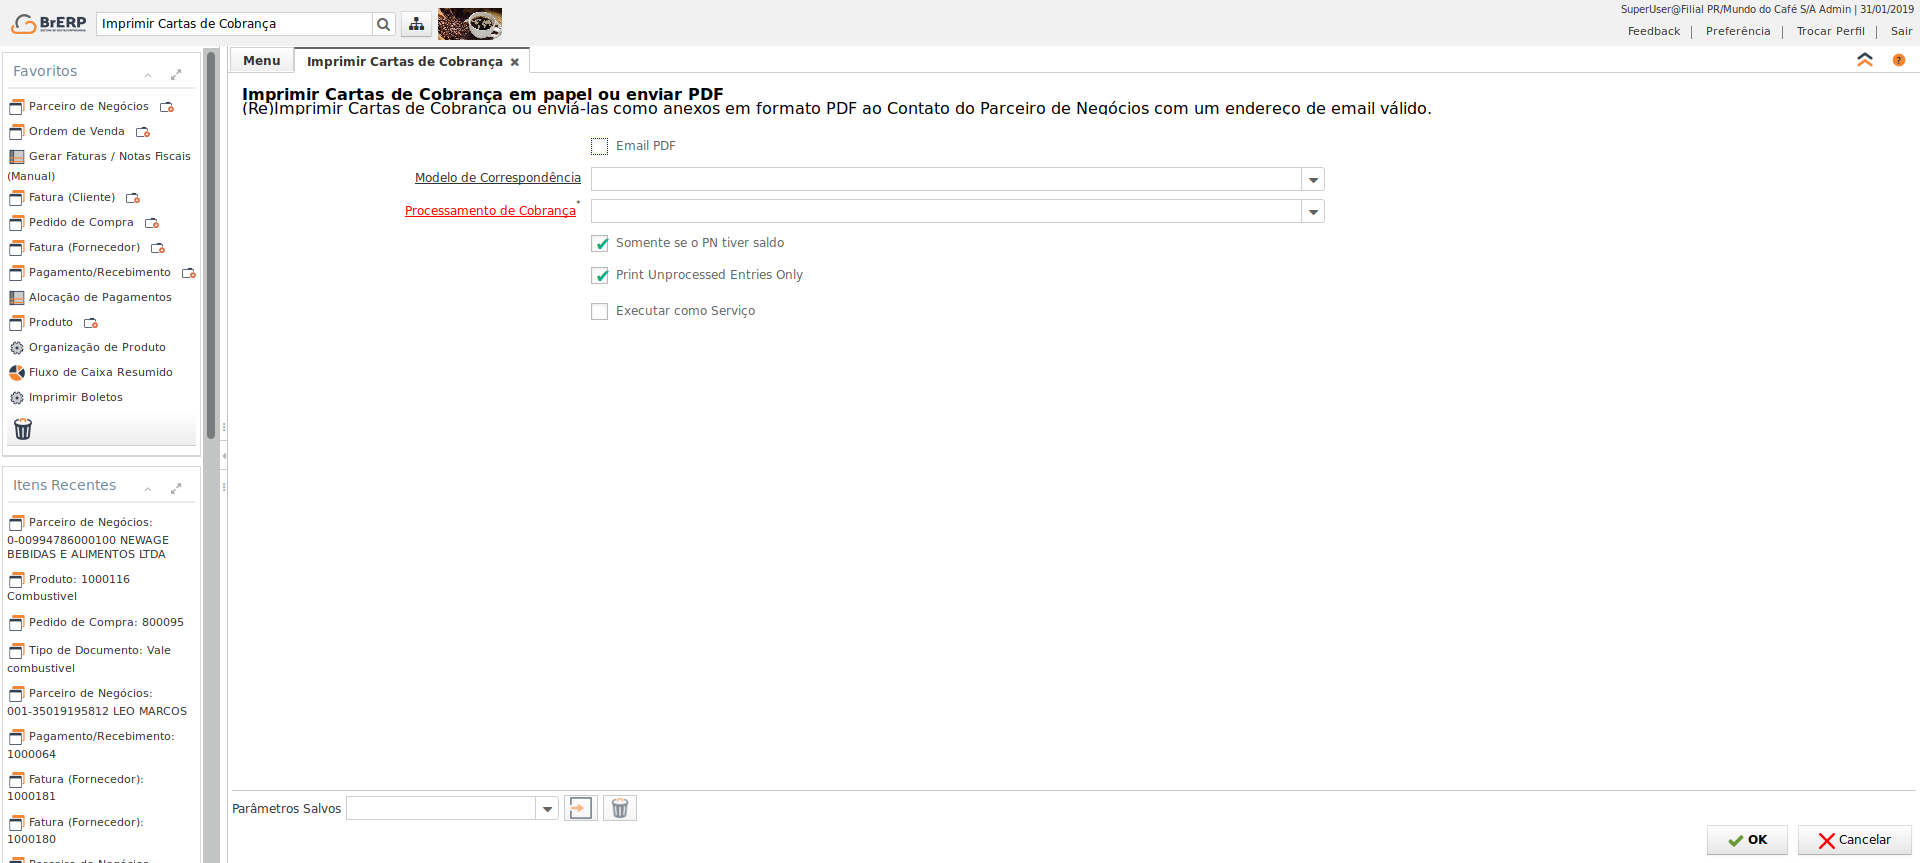 BrERP
Imprimir Cartas de Cobrança
SuperUser@Filial PR/Mundo do Café S/A Admin | 31/01/2019
Feedback | Preferência | Trocar Perfil | Sair
Favoritos
Parceiro de Negócios
Ordem de Venda
Gerar Faturas / Notas Fiscais
(Manual)
Fatura (Cliente)
Pedido de Compra
Fatura (Fornecedor)
Pagamento/Recebimento
Alocação de Pagamentos
Produto
Organização de Produto
Fluxo de Caixa Resumido
Imprimir Boletos
Itens Recentes
Parceiro de Negócios:
0-00994786000100 NEWAGE
BEBIDAS E ALIMENTOS LTDA
Produto: 1000116
Combustivel
Pedido de Compra: 800095
Tipo de Documento: Vale
combustivel
Parceiro de Negócios:
001-35019195812 LEO MARCOS
Pagamento/Recebimento:
1000064
Fatura (Fornecedor):
1000181
Fatura (Fornecedor):
1000180
Parceiro de Negócios
Menu
Imprimir Cartas de Cobrança
Imprimir Cartas de Cobrança em papel ou enviar PDF
(Re)Imprimir Cartas de Cobrança ou enviá-las como anexos em formato PDF ao Contato do Parceiro de Negócios com um endereço de email válido.
Email PDF
Modelo de Correspondência
Processamento de Cobrança*
Somente se o PN tiver saldo
Print Unprocessed Entries Only
Executar como Serviço
Parâmetros Salvos
OK
Cancelar